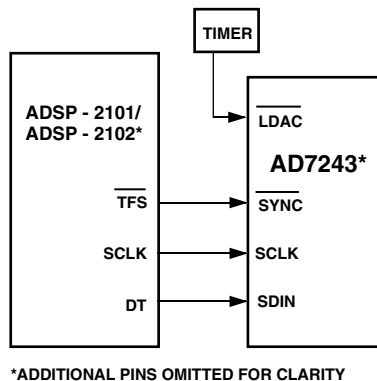 TIMER
ADSP - 2101/
ADSP - 2102*
LDAC
AD7243*
TFS
SYNC
SCLK
SCLK
DT
SDIN
*ADDITIONAL PINS OMITTED FOR CLARITY